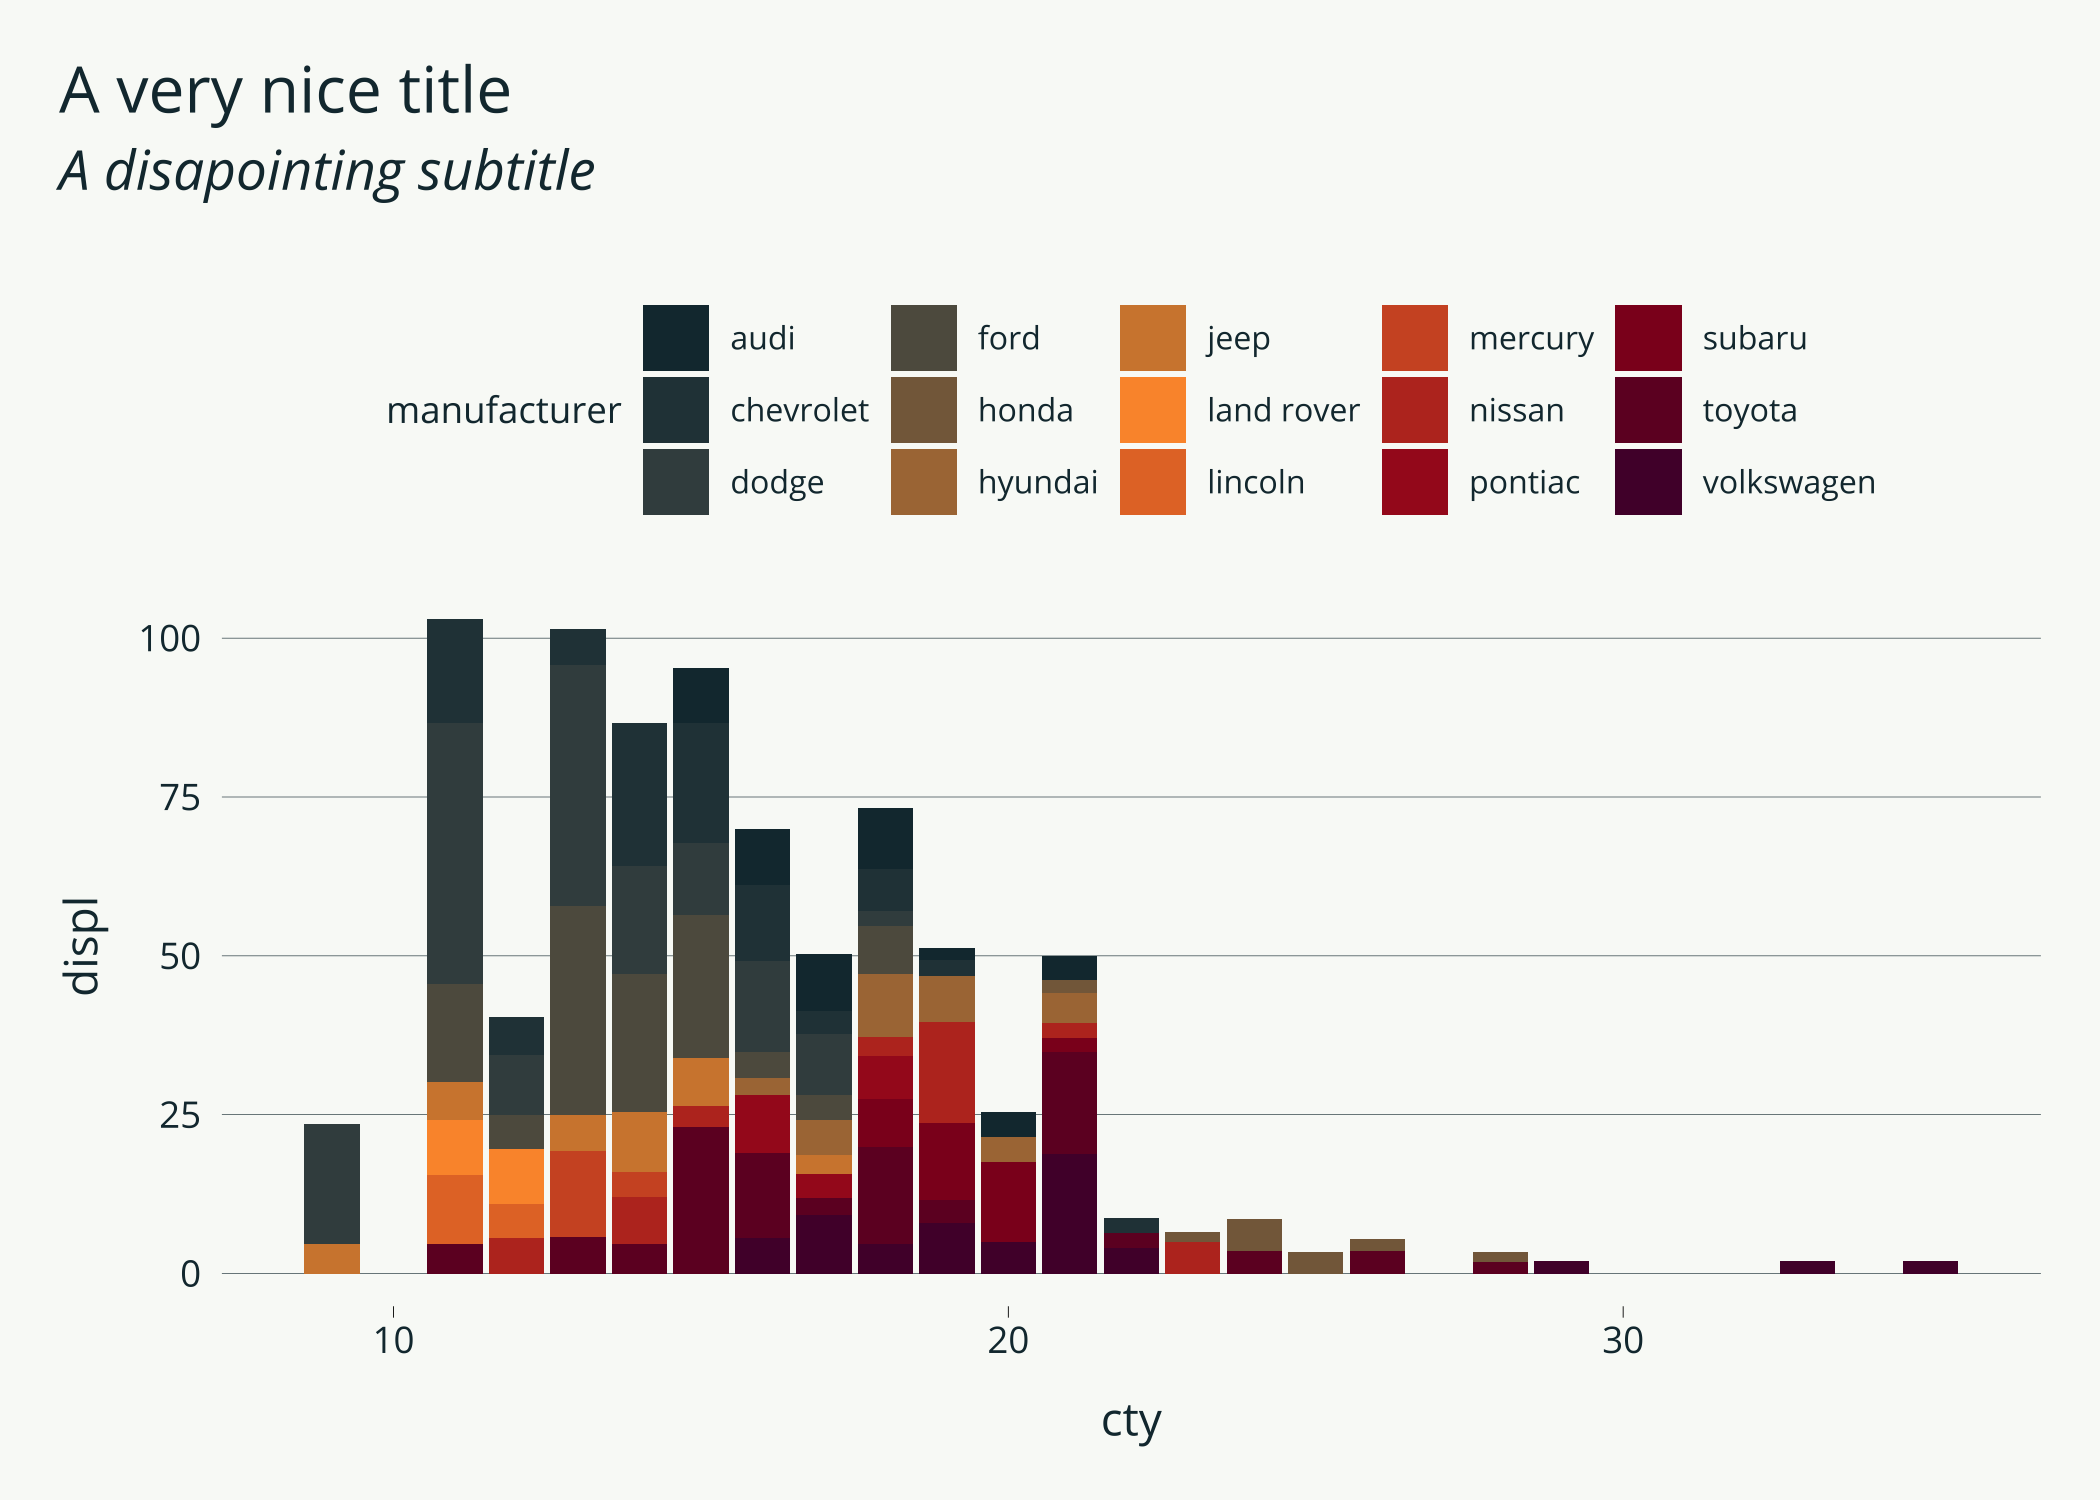 A very nice title
A disapointing subtitle
manufacturer
audi
chevrolet
dodge
ford
honda
hyundai
jeep
land rover
lincoln
mercury
nissan
pontiac
subaru
toyota
volkswagen
100
75
50
25
0
displ
10 20 30
cty